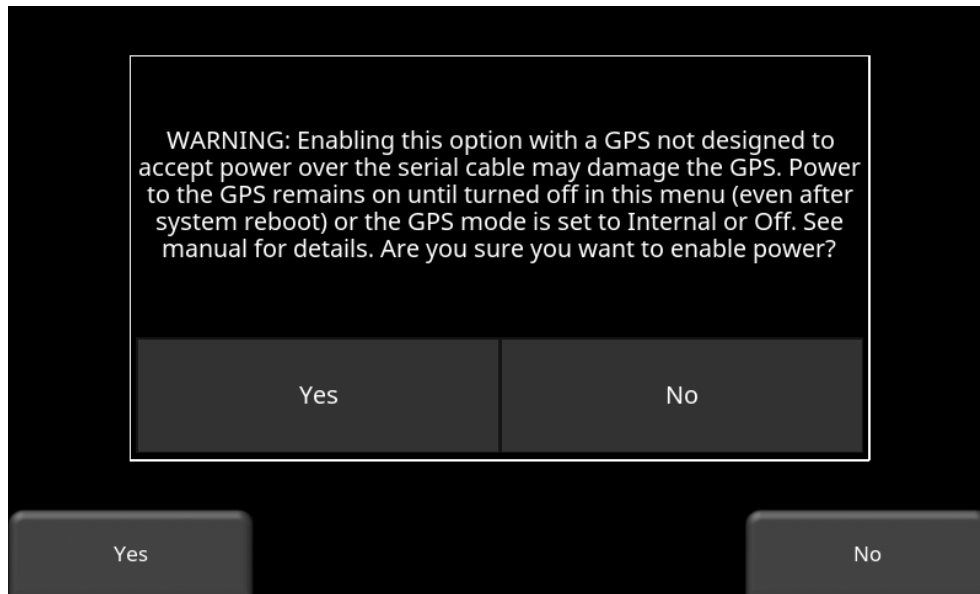 WARNING: Enabling this option with a GPS not designed to
accept power over the serial cable may damage the GPS. Power
to the GPS remains on until turned off in this menu (even after
system reboot) or the GPS mode is set to Internal or Off. See
manual for details. Are you sure you want to enable power?
Yes
No
Yes
No